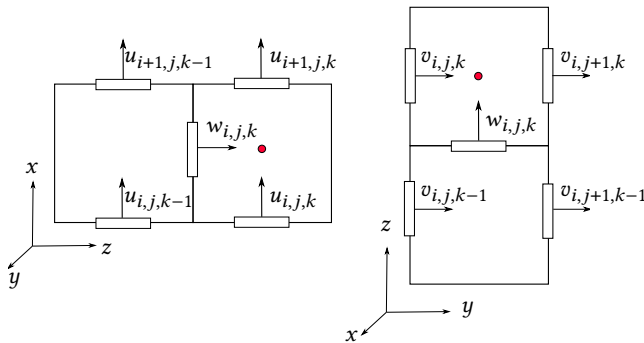 u_{i+1,j,k-1}
u_{i+1,j,k}
w_{i,j,k}
u_{i,j,k-1}
u_{i,j,k}
x
z
y
v_{i,j,k}
v_{i,j+1,k}
w_{i,j,k}
v_{i,j,k-1}
v_{i,j+1,k-1}
z
y
x